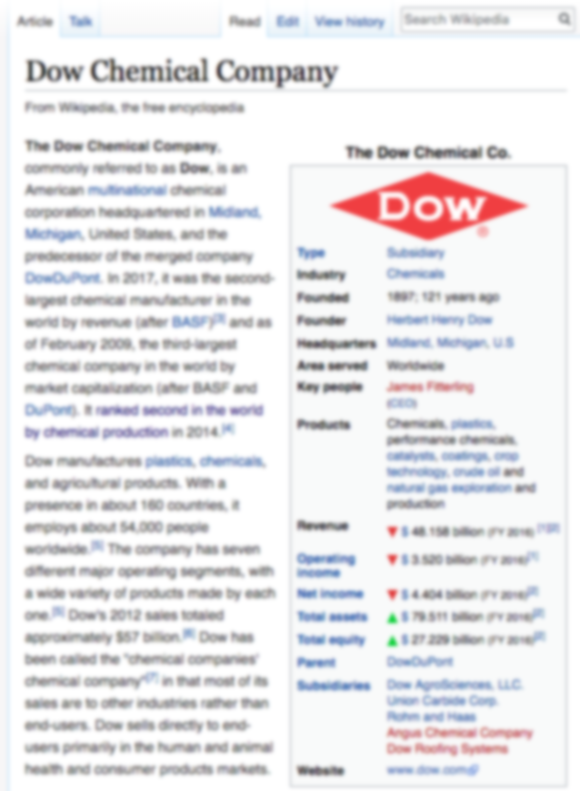 Article Talk Read Edit View history Search Wikipedia
Dow Chemical Company
From Wikipedia, the free encyclopedia
The Dow Chemical Company,
commonly referred to as Dow, is an
American multinational chemical
corporation headquartered in Midland,
Michigan, United States, and the
predecessor of the merged company
DowDuPont. In 2017, it was the second-
largest chemical manufacturer in the
world by revenue (after BASF)[3] and as
of February 2009, the third-largest
chemical company in the world by
market capitalization (after BASF and
DuPont). It ranked second in the world
by chemical production in 2014.[4]
Dow manufactures plastics, chemicals,
and agricultural products. With a
presence in about 160 countries, it
employs about 54,000 people
worldwide.[5] The company has seven
different major operating segments, with
a wide variety of products made by each
one.[5] Dow's 2012 sales totaled
approximately $57 billion.[6] Dow has
been called the "chemical companies'
chemical company"[7] in that most of its
sales are to other industries rather than
end-users. Dow sells directly to end-
users primarily in the human and animal
health and consumer products markets.
The Dow Chemical Co.
DOW ®
Type Subsidiary
Industry Chemicals
Founded 1897; 121 years ago
Founder Herbert Henry Dow
Headquarters Midland, Michigan, U.S
Area served Worldwide
Key people James Fitterling
(CEO)
Products Chemicals, plastics,
performance chemicals,
catalysts, coatings, crop
technology, crude oil and
natural gas exploration and
production
Revenue ▼ $ 48.158 billion (FY 2016) [1][2]
Operating ▼ $ 3.520 billion (FY 2016)[1]
income
Net income ▼ $ 4.404 billion (FY 2016)[2]
Total assets ▲ $ 79.511 billion (FY 2016)[2]
Total equity ▲ $ 27.229 billion (FY 2016)[2]
Parent DowDuPont
Subsidiaries Dow AgroSciences, LLC.
Union Carbide Corp.
Rohm and Haas
Angus Chemical Company
Dow Roofing Systems
Website www.dow.com